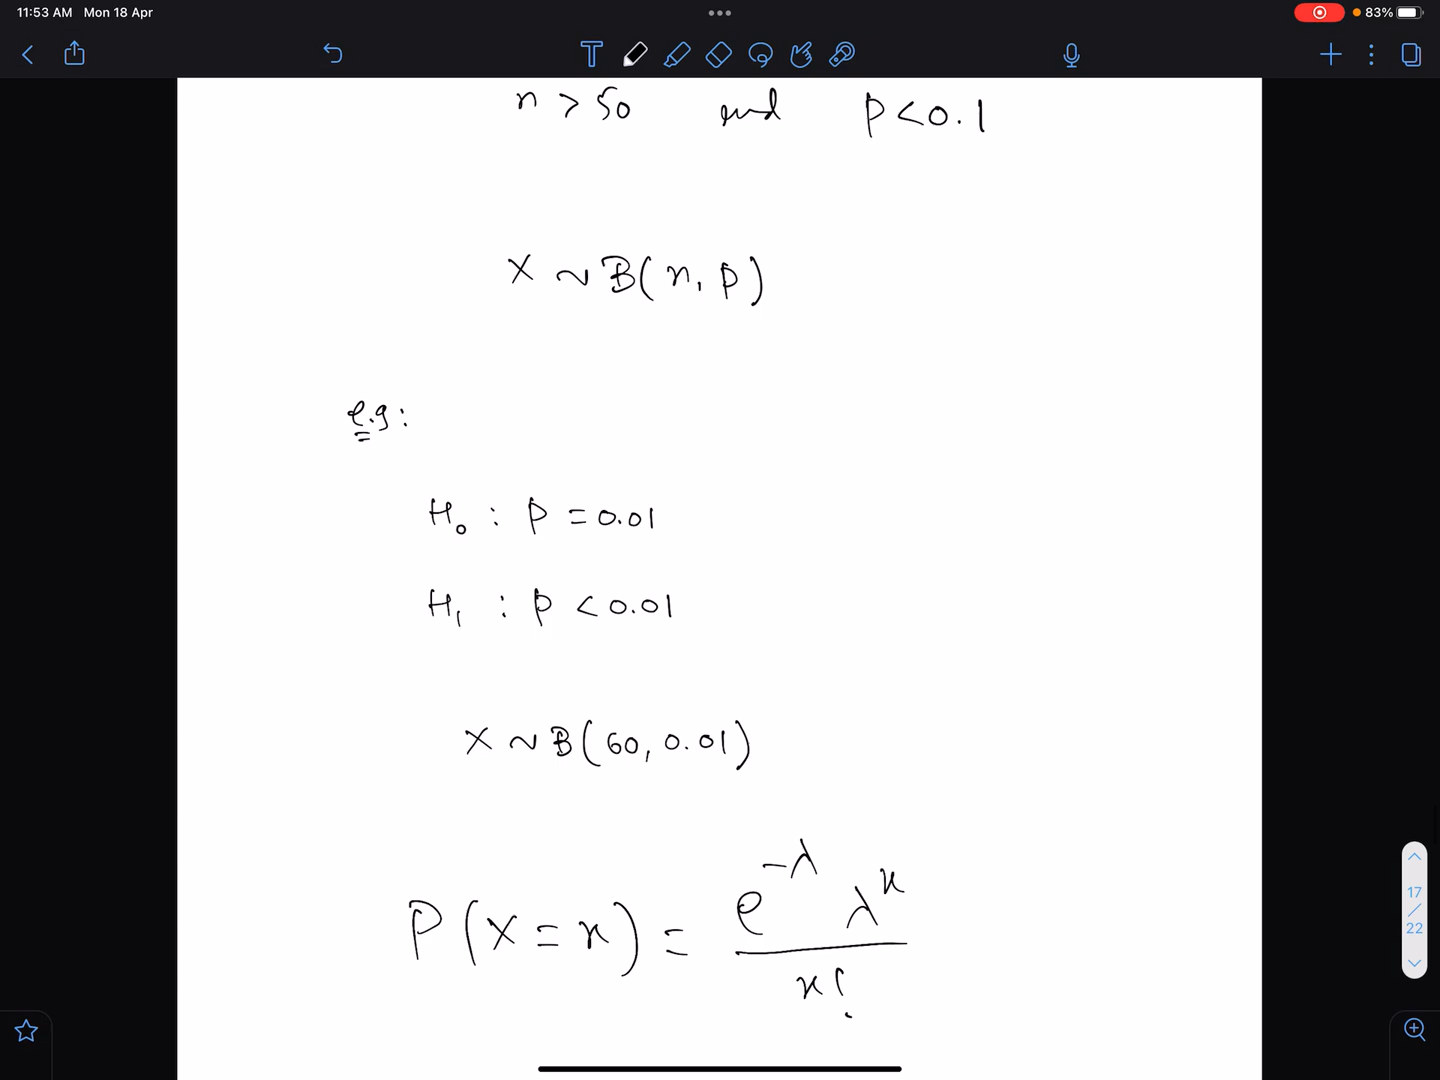 11:53 AM Mon 18 Apr
83%
n > 50 and p < 0.1
X ~ B(n, p)
e.g:
H₀ : p = 0.01
H₁ : p < 0.01
X ~ B(60, 0.01)
P(X = x) = e^-λ λ^x / x!
17 / 22